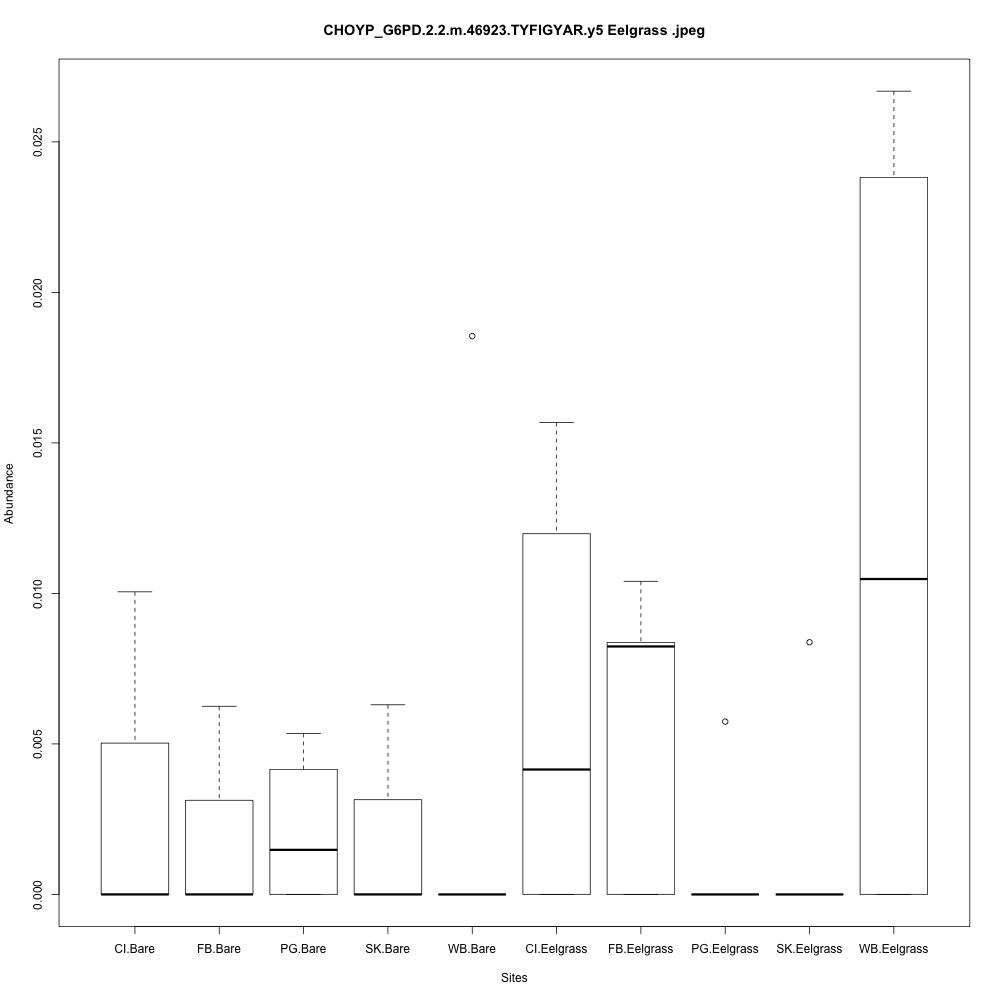 CHOYP_G6PD.2.2.m.46923.TYFIGYAR.y5 Eelgrass .jpeg
0.025
0.020
0.015
0.010
0.005
0.000
Abundance
CI.Bare FB.Bare PG.Bare SK.Bare WB.Bare CI.Eelgrass FB.Eelgrass PG.Eelgrass SK.Eelgrass WB.Eelgrass
Sites